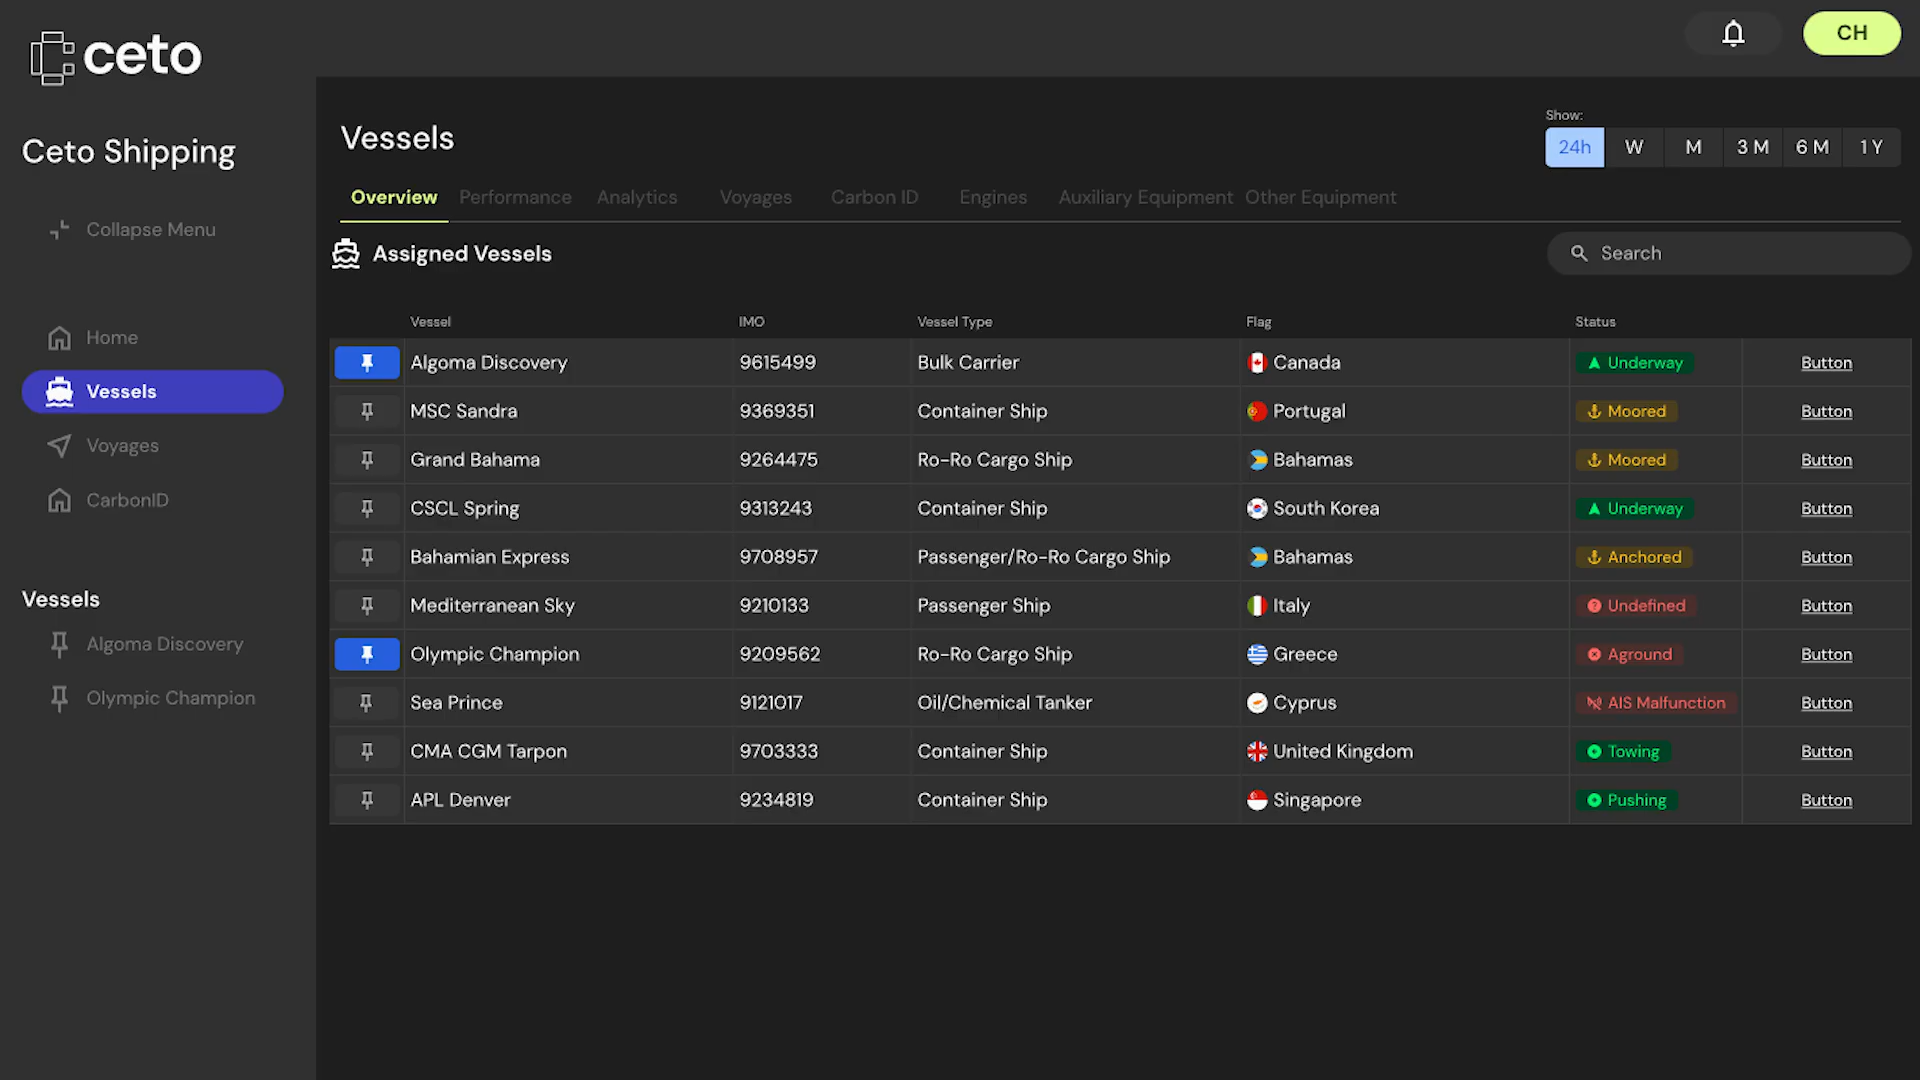 ceto
CH
Ceto Shipping
Collapse Menu
Home
Vessels
Voyages
CarbonID
Vessels
Algoma Discovery
Olympic Champion
Vessels
Show:
24h W M 3 M 6 M 1 Y
Overview Performance Analytics Voyages Carbon ID Engines Auxiliary Equipment Other Equipment
Assigned Vessels
Search
Vessel IMO Vessel Type Flag Status
Algoma Discovery 9615499 Bulk Carrier Canada Underway Button
MSC Sandra 9369351 Container Ship Portugal Moored Button
Grand Bahama 9264475 Ro-Ro Cargo Ship Bahamas Moored Button
CSCL Spring 9313243 Container Ship South Korea Underway Button
Bahamian Express 9708957 Passenger/Ro-Ro Cargo Ship Bahamas Anchored Button
Mediterranean Sky 9210133 Passenger Ship Italy Undefined Button
Olympic Champion 9209562 Ro-Ro Cargo Ship Greece Aground Button
Sea Prince 9121017 Oil/Chemical Tanker Cyprus AIS Malfunction Button
CMA CGM Tarpon 9703333 Container Ship United Kingdom Towing Button
APL Denver 9234819 Container Ship Singapore Pushing Button